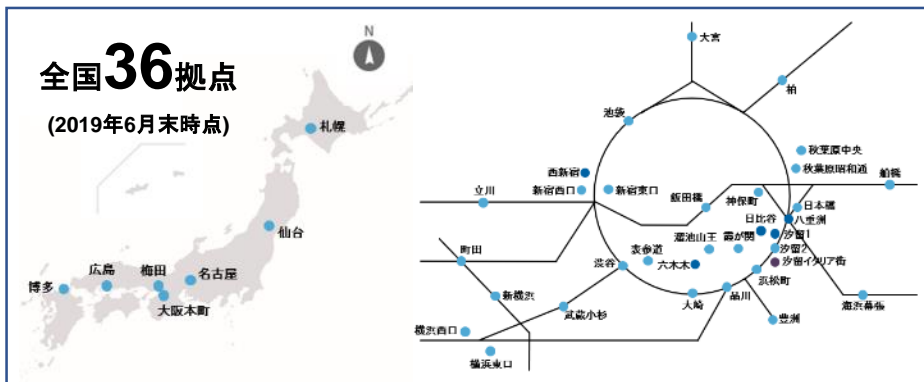 全国36拠点
(2019年6月末時点)
N
札幌
仙台
広島
梅田
名古屋
博多
大阪本町
大宮
柏
池袋
秋葉原中央
西新宿
秋葉原昭和通
新宿西口
新宿東口
船橋
立川
飯田橋
神保町
日本橋
日比谷
八重洲
溜池山王
霞が関
汐留1
町田
表参道
汐留2
渋谷
六本木
汐留イタリア街
浜松町
新横浜
大崎
品川
海浜幕張
武蔵小杉
豊洲
横浜西口
横浜東口